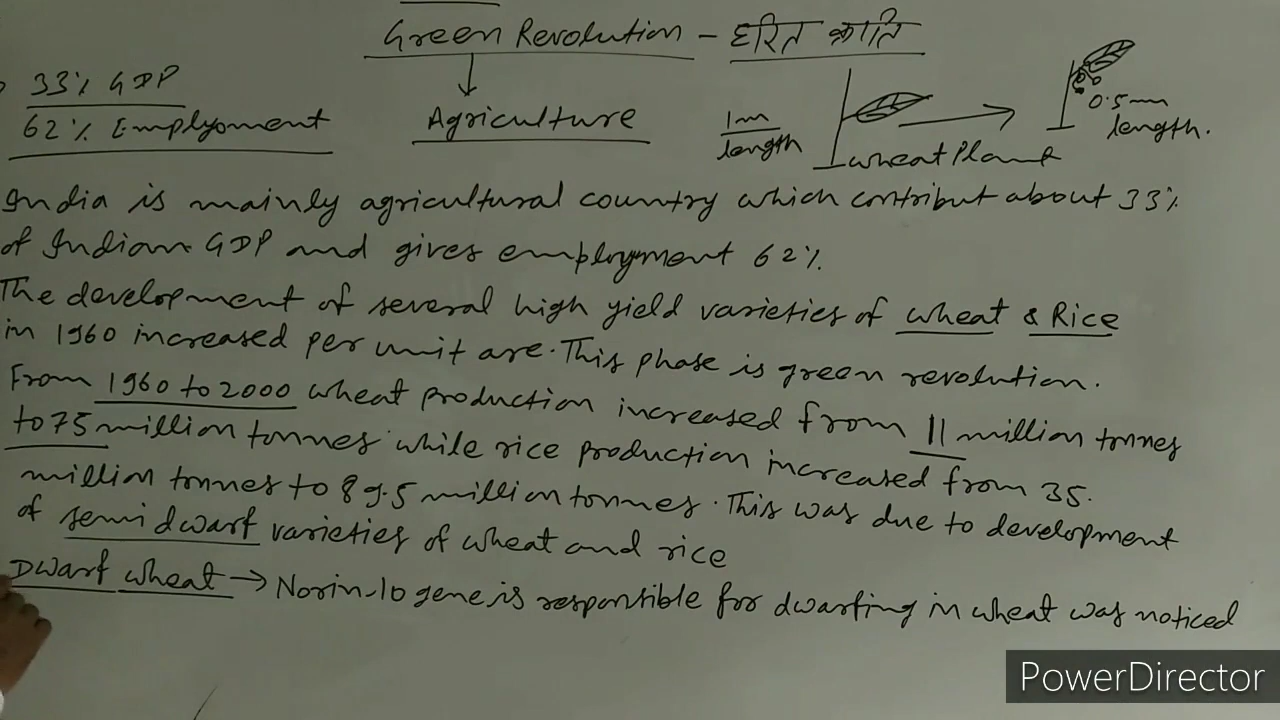 Green Revolution - हरित क्राति
33% GDP
62% Emplyoment
Agriculture
1m
length
wheat Plant
0.5mm
length.
India is mainly agricultural country which contribut about 33%
of Indian GDP and gives employment 62%.
The development of several high yield varieties of wheat & Rice
in 1960 increased per unit are. This phase is green revolution.
From 1960 to 2000 wheat production increased from 11 million tonnes
to 75 million tonnes while rice production increased from 35.
million tonnes to 89.5 million tonnes. This was due to development
of semi dwarf varieties of wheat and rice
Dwarf wheat → Norin-10 gene is responsible for dwarting in wheat was noticed
PowerDirector